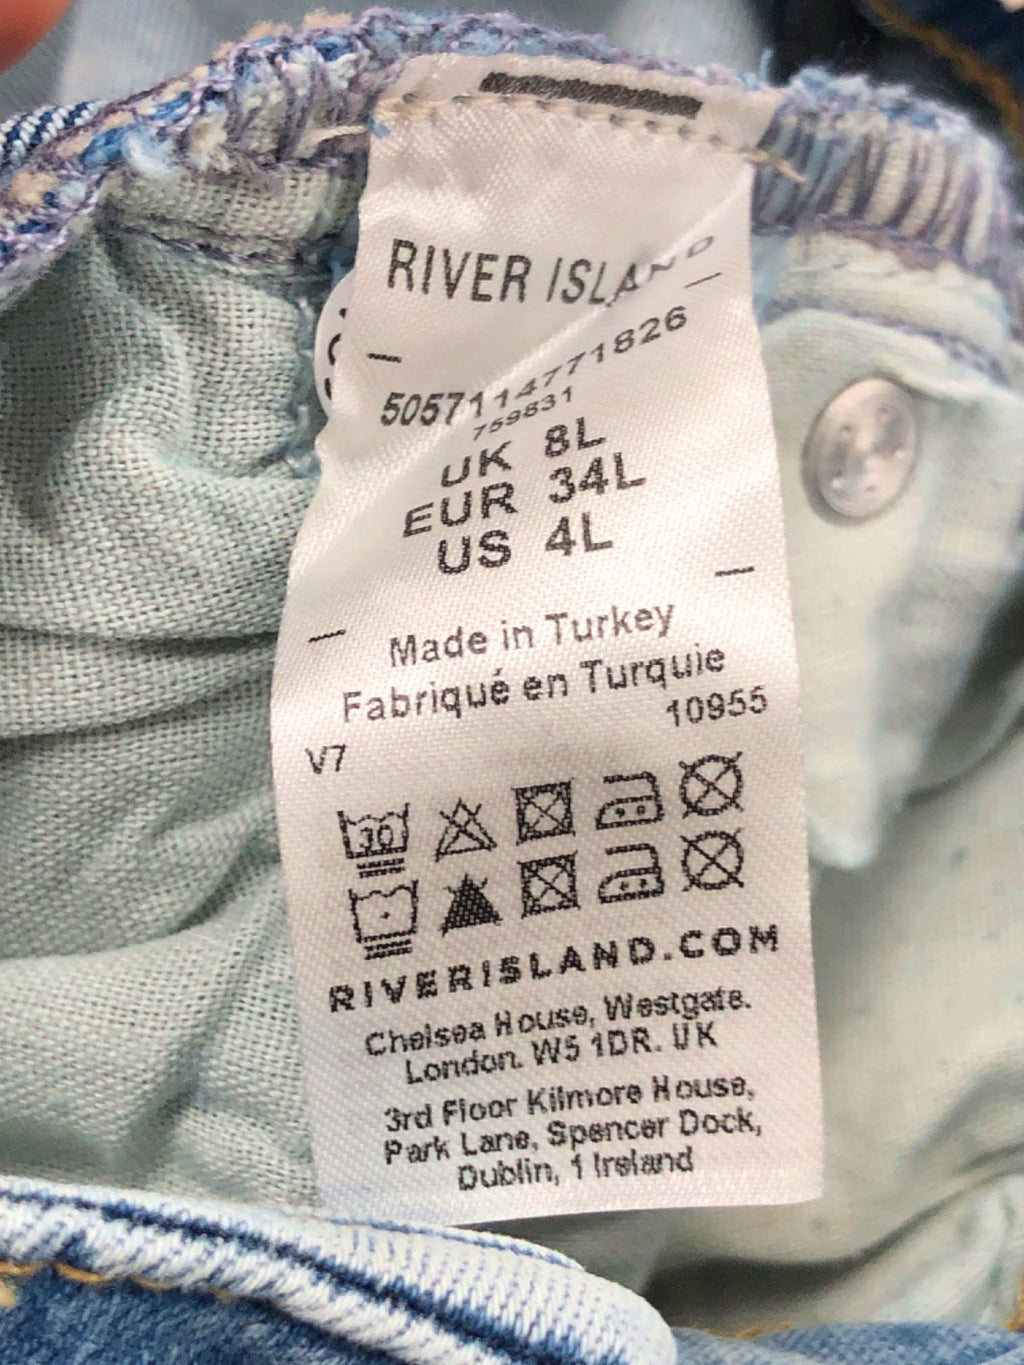 RIVER ISLAND
5057114771826
759831
UK 8L
EUR 34L
US 4L
Made in Turkey
Fabriqué en Turquie
10955
V7
30
RIVERISLAND.COM
Chelsea House, Westgate.
London. W5 1DR. UK
3rd Floor Kilmore House,
Park Lane, Spencer Dock,
Dublin, 1 Ireland